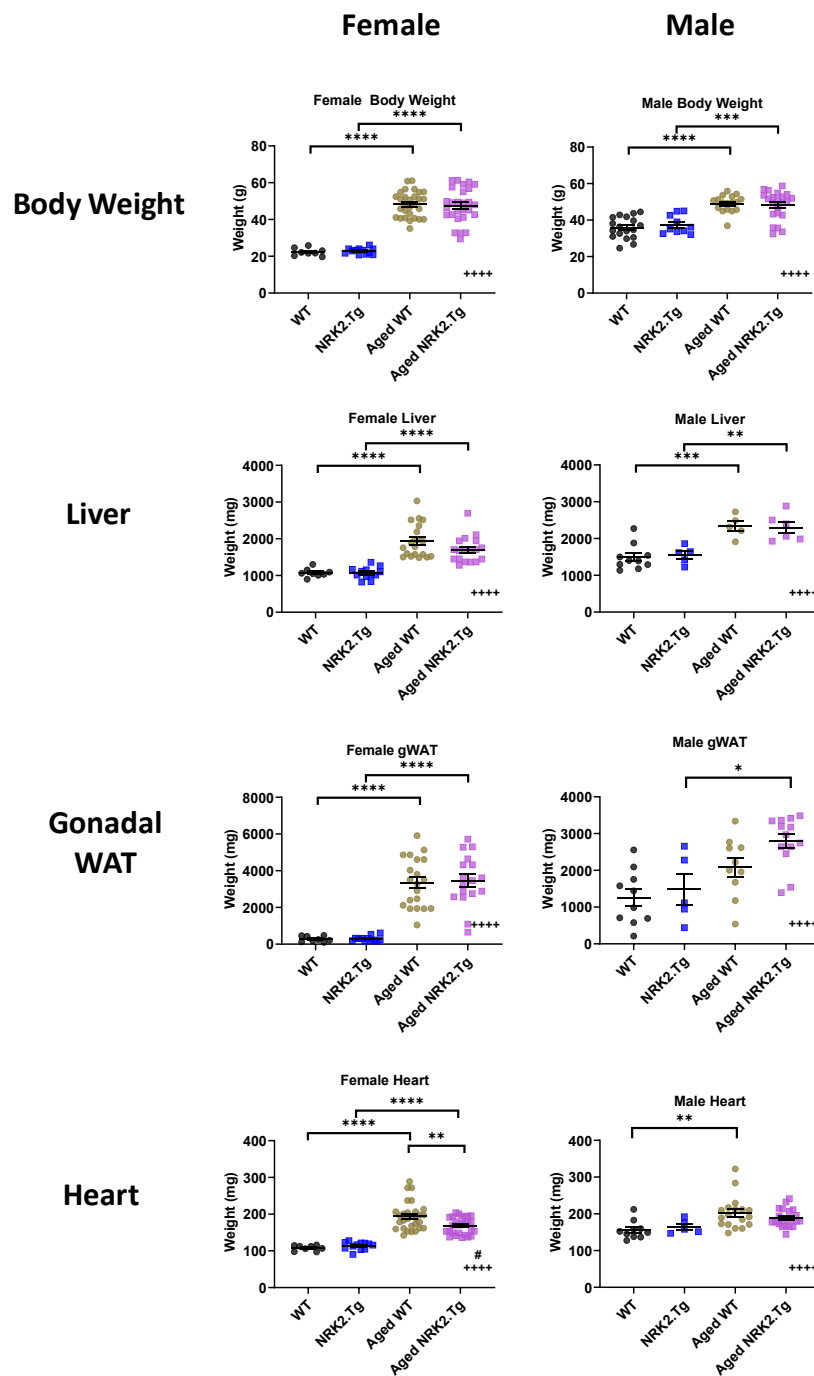 Female
Male
Body Weight
Female Body Weight
****
****
Weight (g)
80
60
40
20
0
++++
WT
NRK2.Tg
Aged WT
Aged NRK2.Tg
Male Body Weight
***
****
Weight (g)
80
60
40
20
0
++++
WT
NRK2.Tg
Aged WT
Aged NRK2.Tg
Liver
Female Liver
****
****
Weight (mg)
4000
3000
2000
1000
0
++++
WT
NRK2.Tg
Aged WT
Aged NRK2.Tg
Male Liver
**
***
Weight (mg)
4000
3000
2000
1000
0
++++
WT
NRK2.Tg
Aged WT
Aged NRK2.Tg
Gonadal
WAT
Female gWAT
****
****
Weight (mg)
8000
6000
4000
2000
0
++++
WT
NRK2.Tg
Aged WT
Aged NRK2.Tg
Male gWAT
*
Weight (mg)
4000
3000
2000
1000
0
++++
WT
NRK2.Tg
Aged WT
Aged NRK2.Tg
Heart
Female Heart
****
****
**
Weight (mg)
400
300
200
100
0
#
++++
WT
NRK2.Tg
Aged WT
Aged NRK2.Tg
Male Heart
**
Weight (mg)
400
300
200
100
0
++++
WT
NRK2.Tg
Aged WT
Aged NRK2.Tg